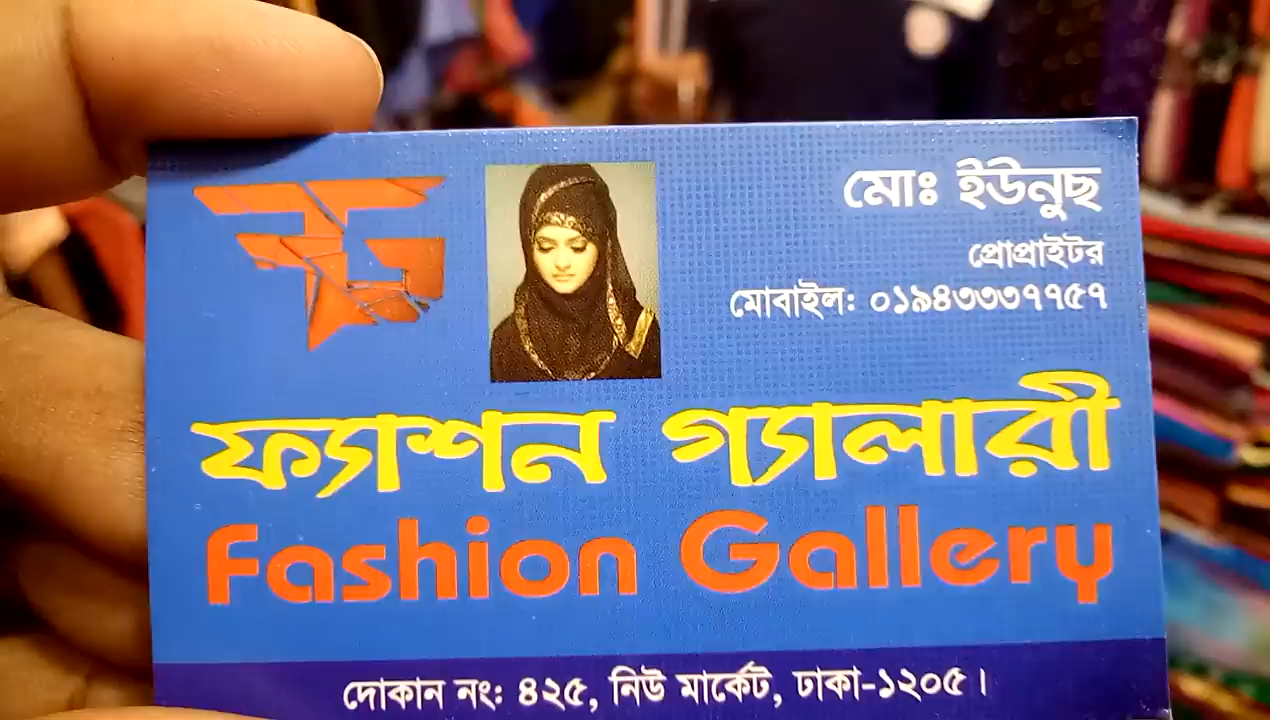 মোঃ ইউনুছ
প্রোপ্রাইটর
মোবাইল: ০১৯৪৩৩৩৭৭৫৭
ফ্যাশন গ্যালারী
Fashion Gallery
দোকান নং: ৪২৫, নিউ মার্কেট, ঢাকা-১২০৫।